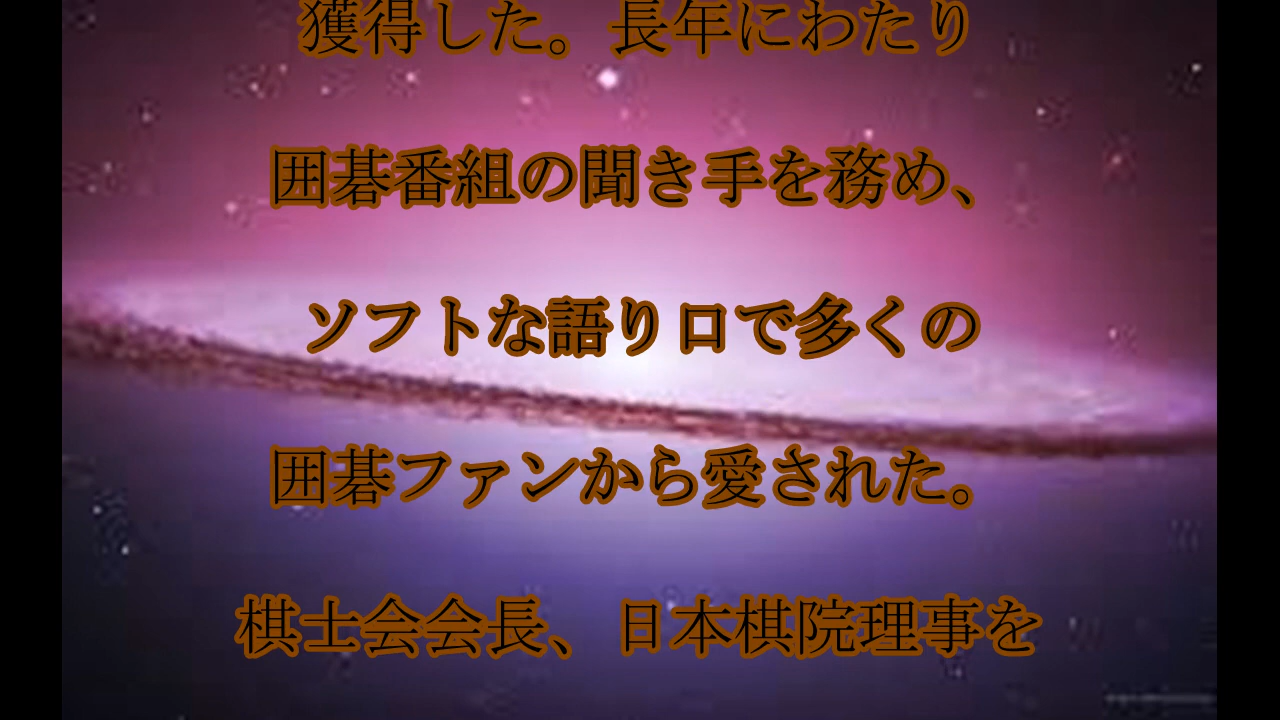 獲得した。長年にわたり
囲碁番組の聞き手を務め、
ソフトな語り口で多くの
囲碁ファンから愛された。
棋士会会長、日本棋院理事を